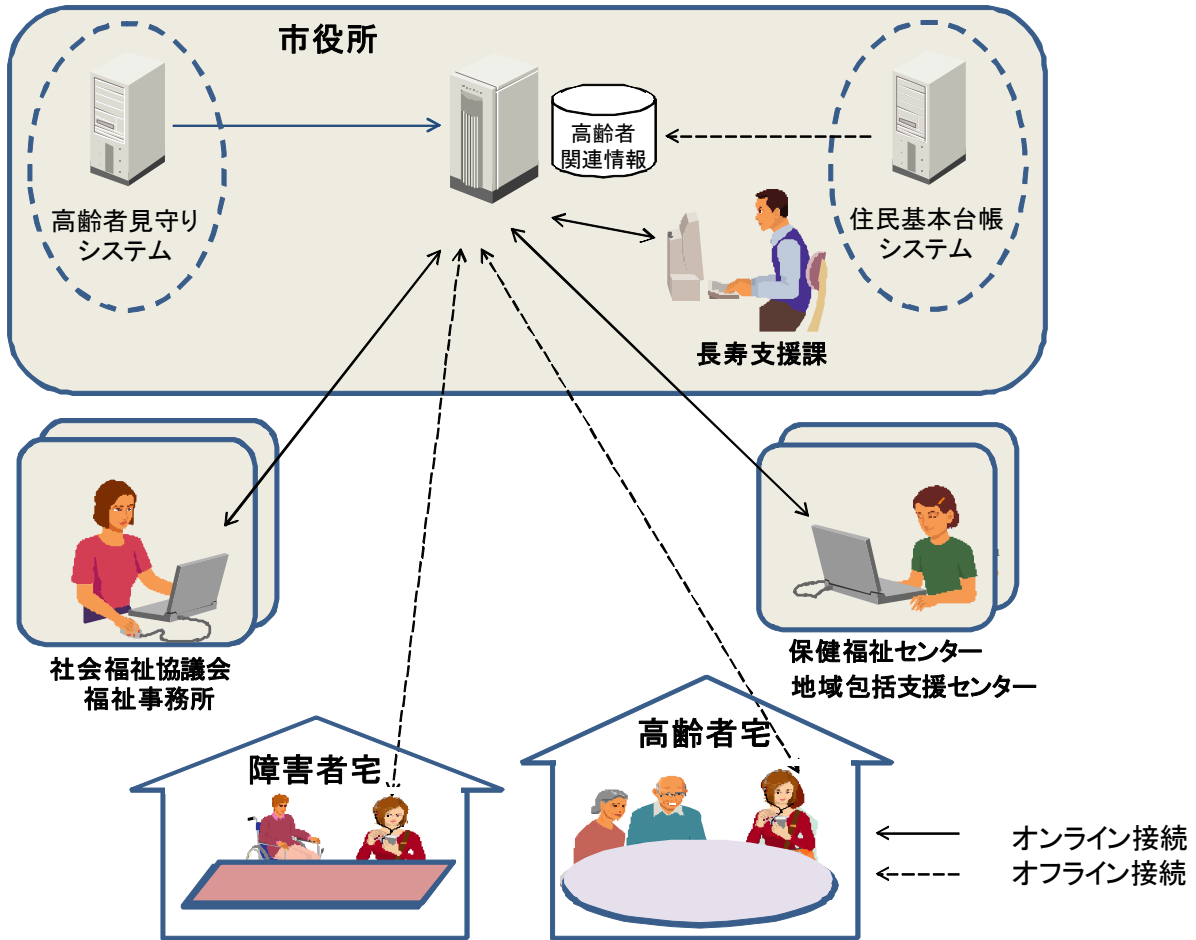 市役所
高齢者
関連情報
高齢者見守り
システム
住民基本台帳
システム
長寿支援課
社会福祉協議会
福祉事務所
保健福祉センター
地域包括支援センター
障害者宅
高齢者宅
オンライン接続
オフライン接続